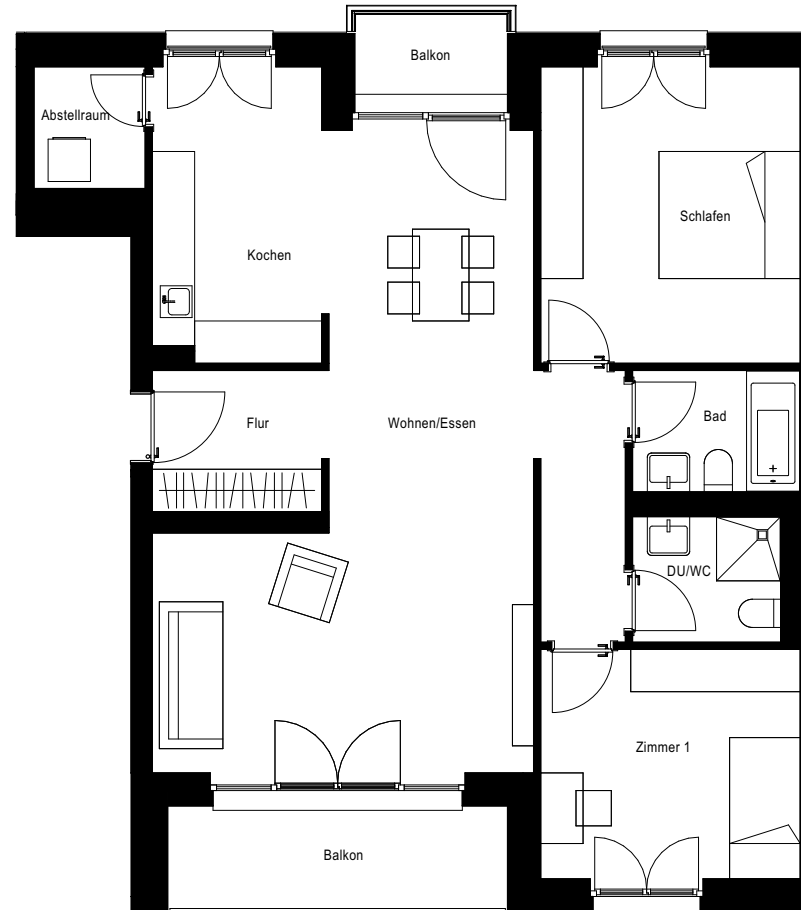 Balkon
Abstellraum
Schlafen
Kochen
Flur
Wohnen/Essen
Bad
DU/WC
Zimmer 1
Balkon